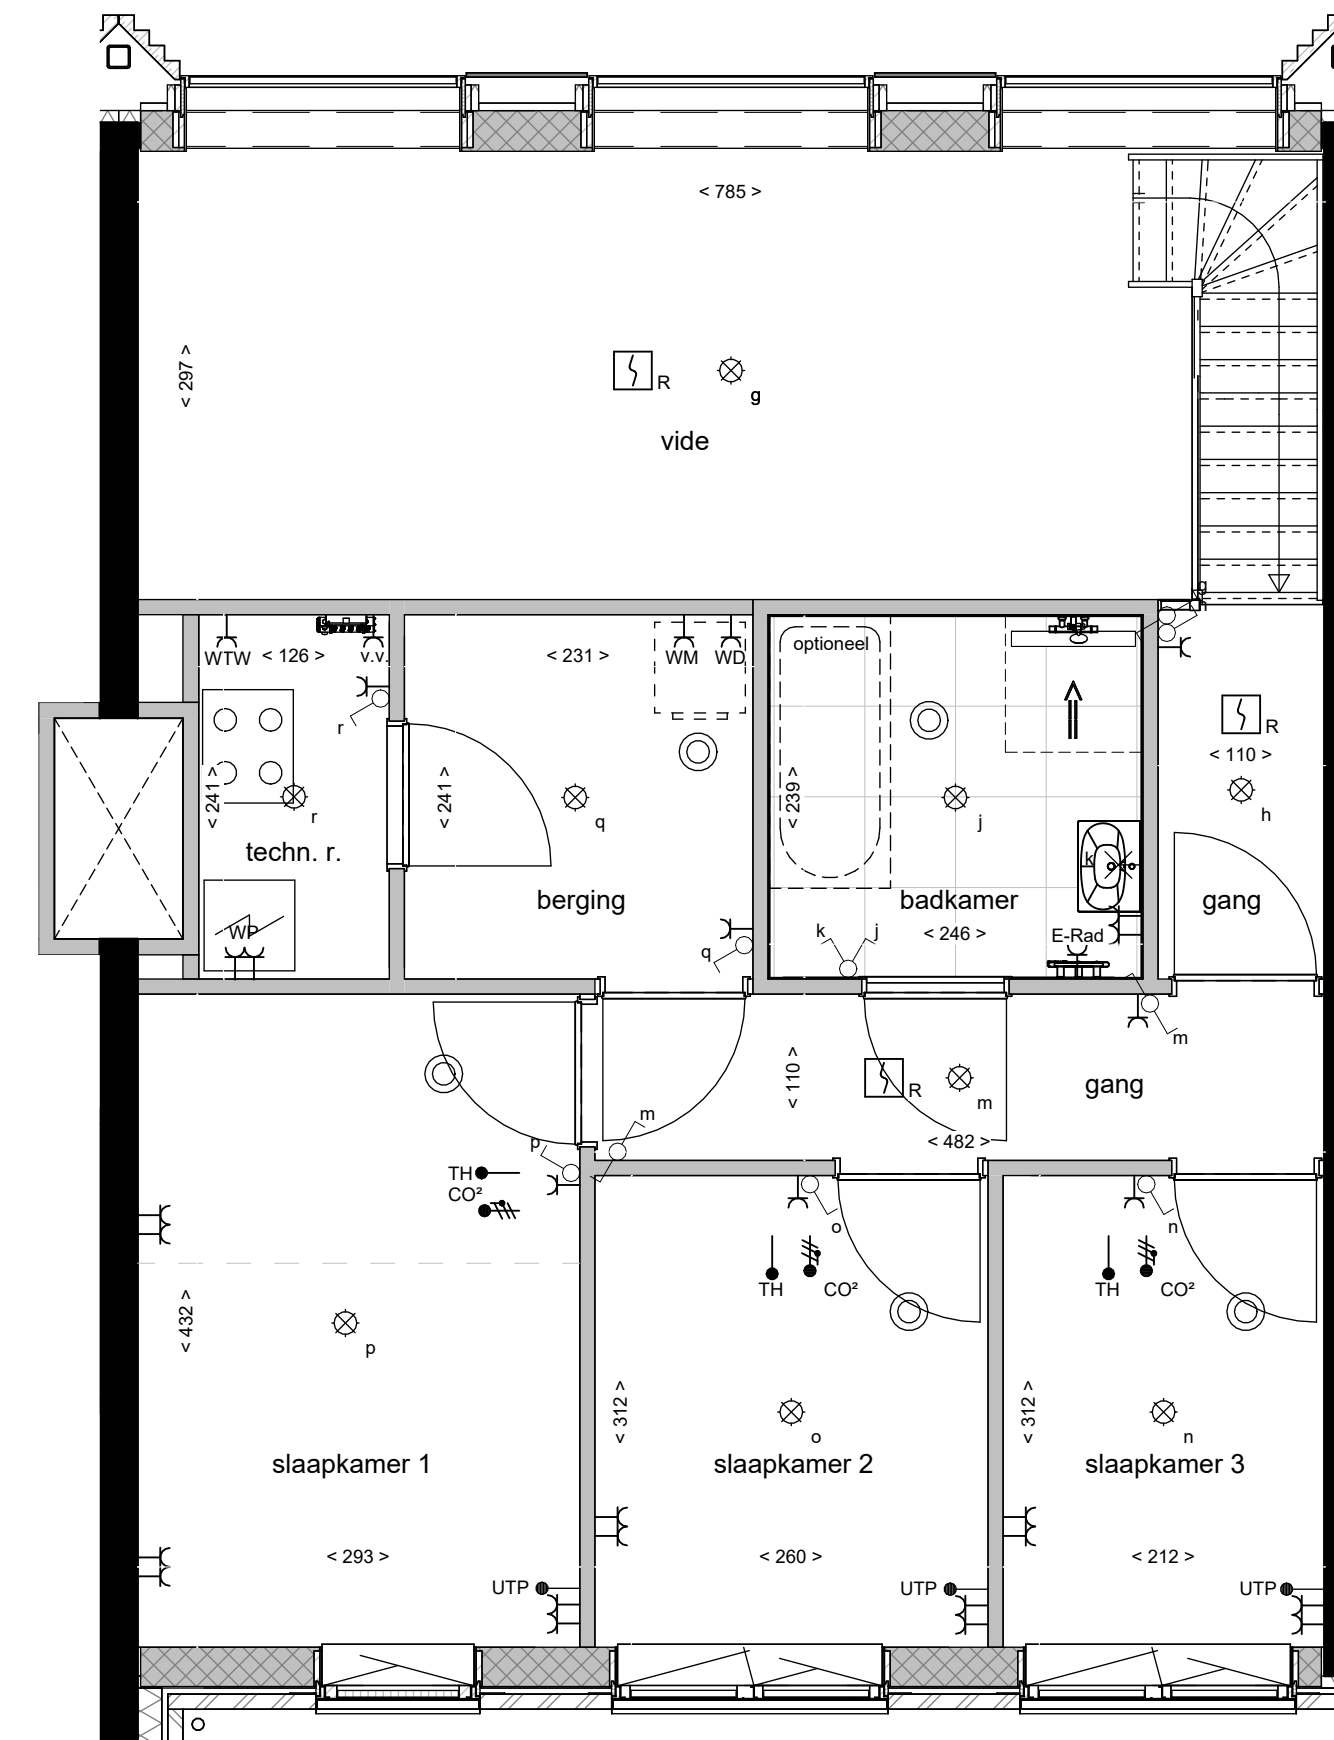 < 785 >
< 297 >
R
g
vide
WTW
< 126 >
v.v.
< 231 >
WM
WD
optioneel
r
R
< 110 >
< 241 >
< 241 >
< 239 >
r
q
j
h
techn. r.
k
berging
badkamer
gang
WP
q
k
j
< 246 >
E-Rad
m
< 110 >
R
m
gang
m
p
< 482 >
TH
CO²
o
n
TH
CO²
TH
CO²
< 432 >
p
< 312 >
< 312 >
o
n
slaapkamer 1
slaapkamer 2
slaapkamer 3
< 293 >
< 260 >
< 212 >
UTP
UTP
UTP